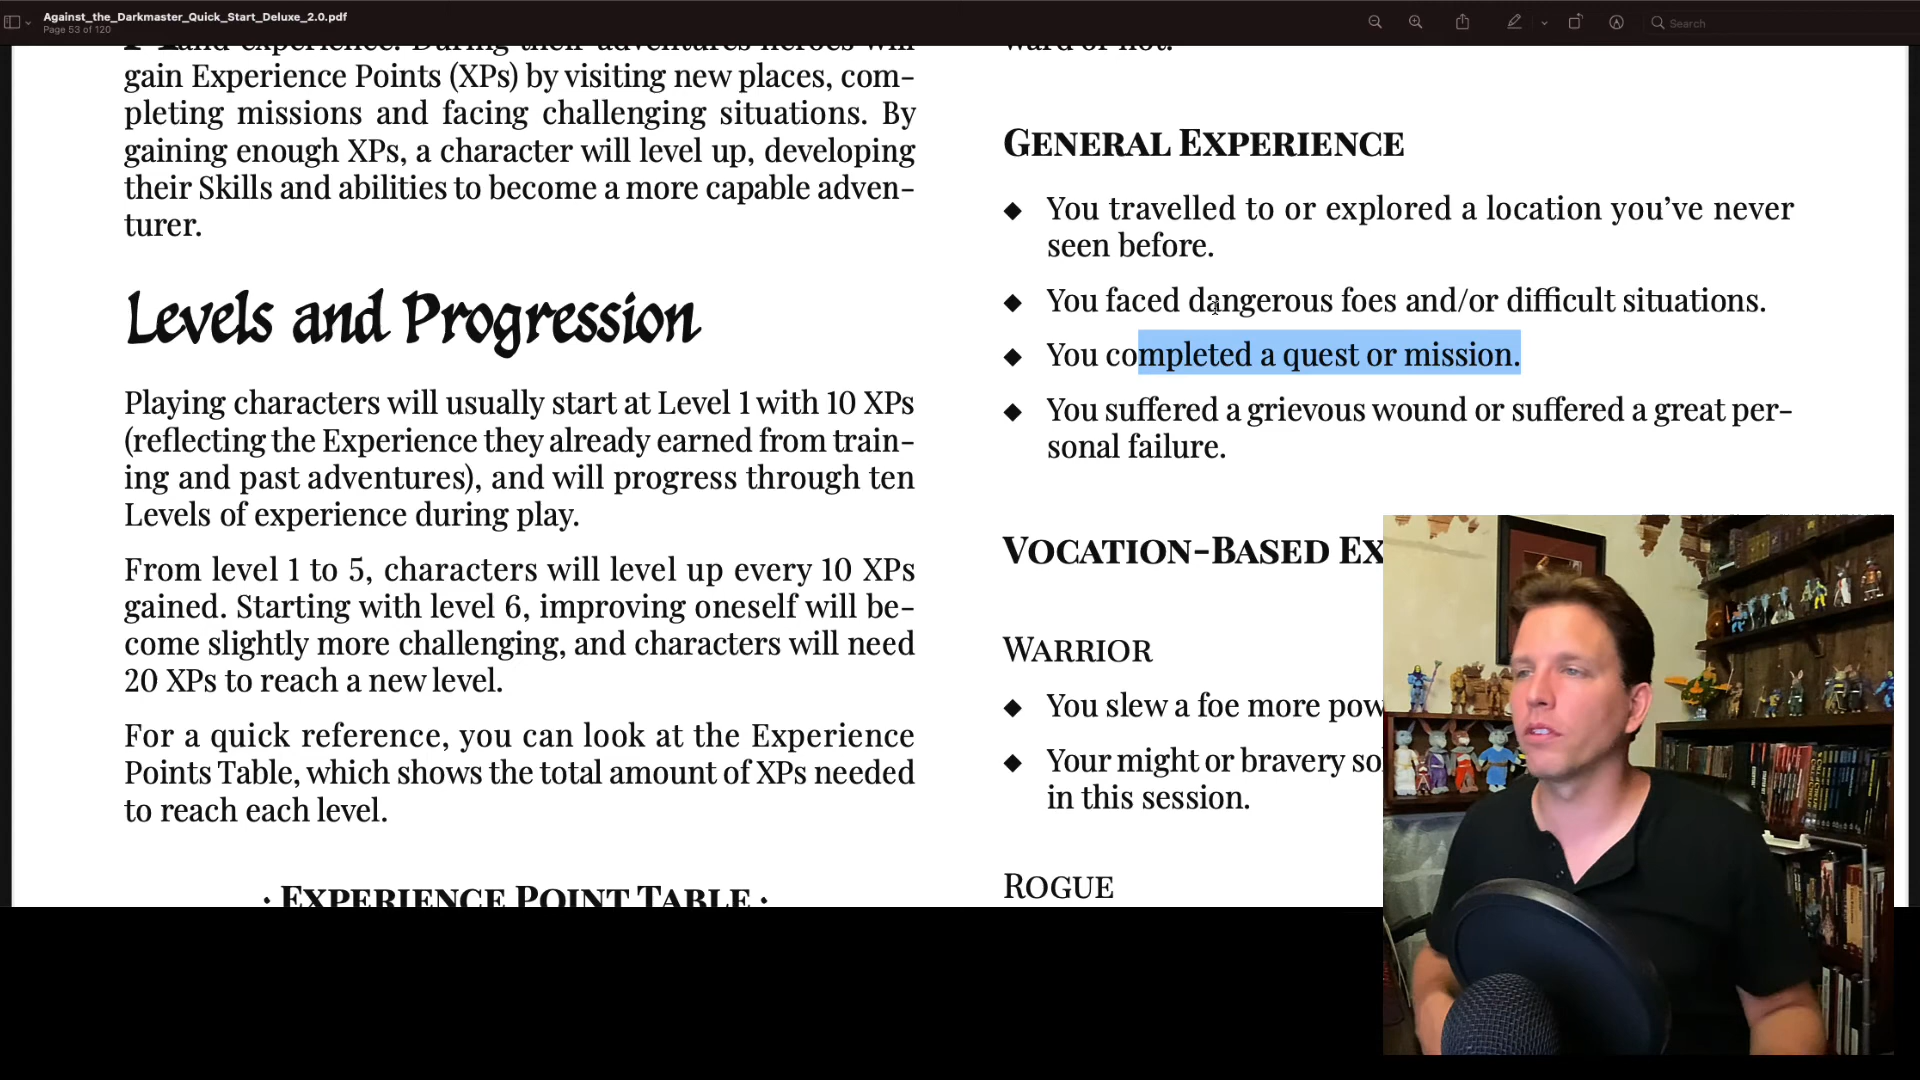 Against_the_Darkmaster_Quick_Start_Deluxe_2.0.pdf
Page 53 of 120
Search
and experience. During their adventures heroes will
gain Experience Points (XPs) by visiting new places, com-
pleting missions and facing challenging situations. By
gaining enough XPs, a character will level up, developing
their Skills and abilities to become a more capable adven-
turer.
Levels and Progression
Playing characters will usually start at Level 1 with 10 XPs
(reflecting the Experience they already earned from train-
ing and past adventures), and will progress through ten
Levels of experience during play.
From level 1 to 5, characters will level up every 10 XPs
gained. Starting with level 6, improving oneself will be-
come slightly more challenging, and characters will need
20 XPs to reach a new level.
For a quick reference, you can look at the Experience
Points Table, which shows the total amount of XPs needed
to reach each level.
· EXPERIENCE POINT TABLE ·
ward or not.
GENERAL EXPERIENCE
◆ You travelled to or explored a location you’ve never
seen before.
◆ You faced dangerous foes and/or difficult situations.
◆ You completed a quest or mission.
◆ You suffered a grievous wound or suffered a great per-
sonal failure.
VOCATION-BASED EX
WARRIOR
◆ You slew a foe more pow
◆ Your might or bravery so
in this session.
ROGUE